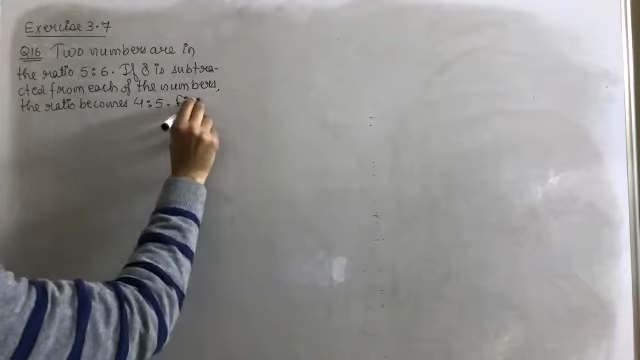 Exercise 3.7
Q16 Two numbers are in
the ratio 5:6. If 8 is subtra-
cted from each of the numbers,
the ratio becomes 4:5.